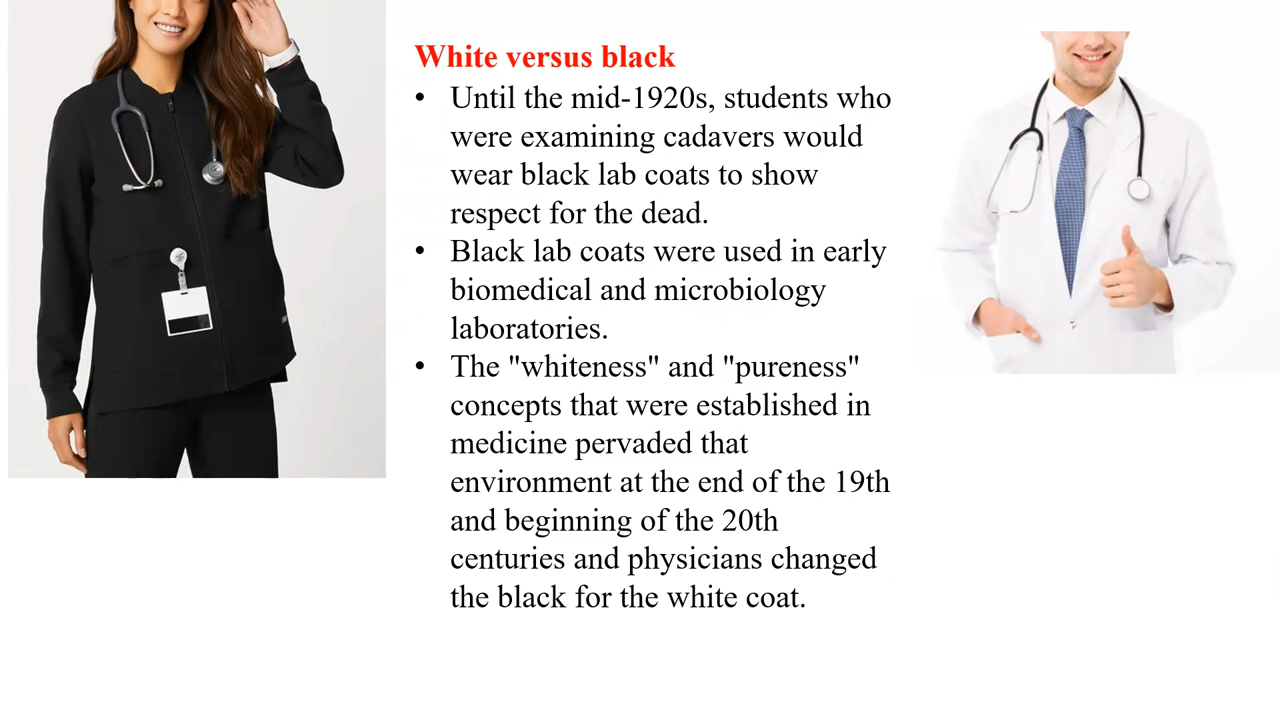 White versus black
• Until the mid-1920s, students who
were examining cadavers would
wear black lab coats to show
respect for the dead.
• Black lab coats were used in early
biomedical and microbiology
laboratories.
• The "whiteness" and "pureness"
concepts that were established in
medicine pervaded that
environment at the end of the 19th
and beginning of the 20th
centuries and physicians changed
the black for the white coat.